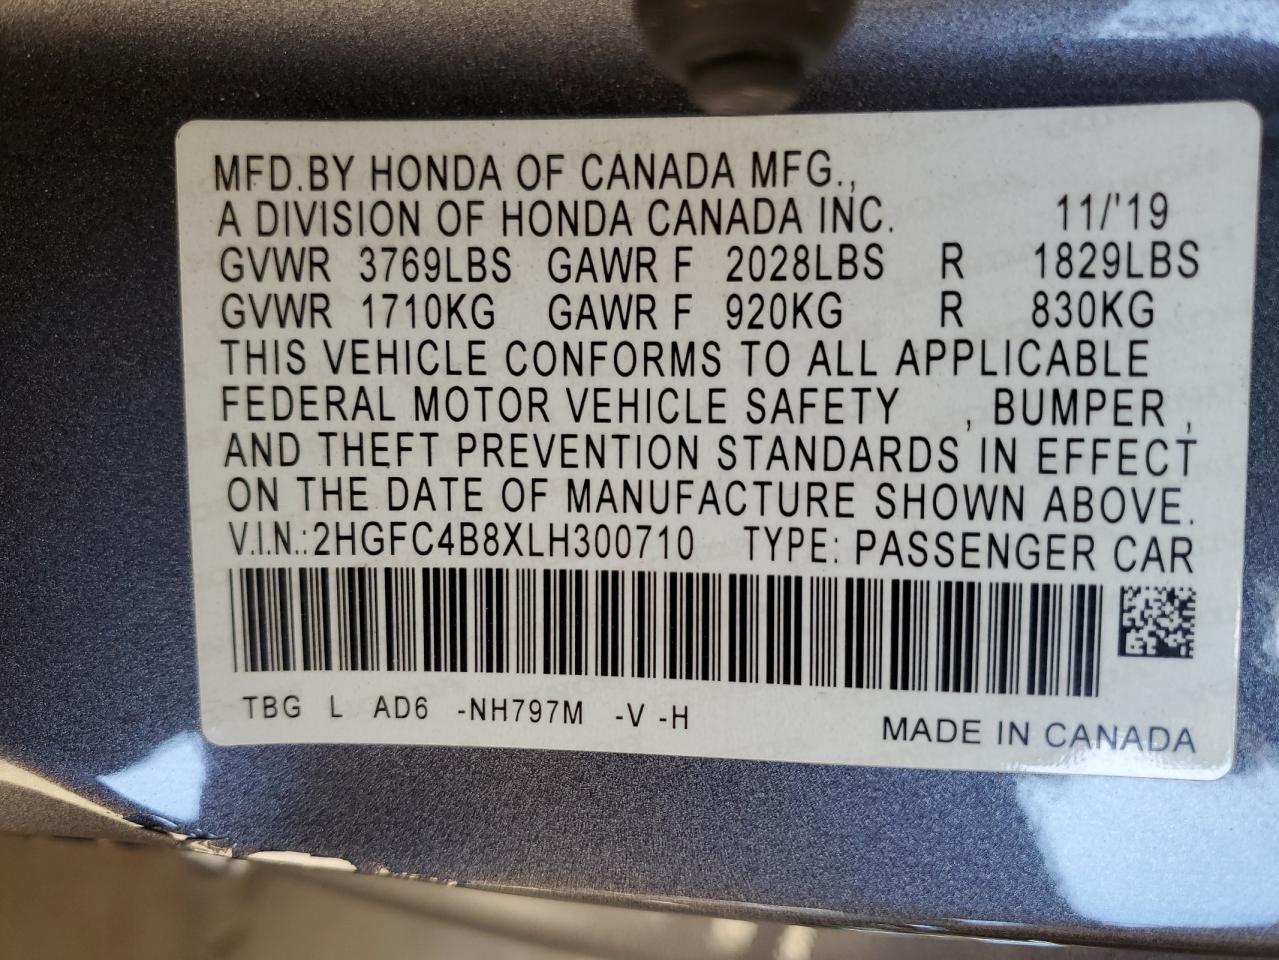 MFD.BY HONDA OF CANADA MFG.,
A DIVISION OF HONDA CANADA INC. 11/'19
GVWR 3769LBS GAWR F 2028LBS R 1829LBS
GVWR 1710KG GAWR F 920KG R 830KG
THIS VEHICLE CONFORMS TO ALL APPLICABLE
FEDERAL MOTOR VEHICLE SAFETY , BUMPER ,
AND THEFT PREVENTION STANDARDS IN EFFECT
ON THE DATE OF MANUFACTURE SHOWN ABOVE.
V.I.N.:2HGFC4B8XLH300710 TYPE: PASSENGER CAR
TBG L AD6 -NH797M -V -H
MADE IN CANADA